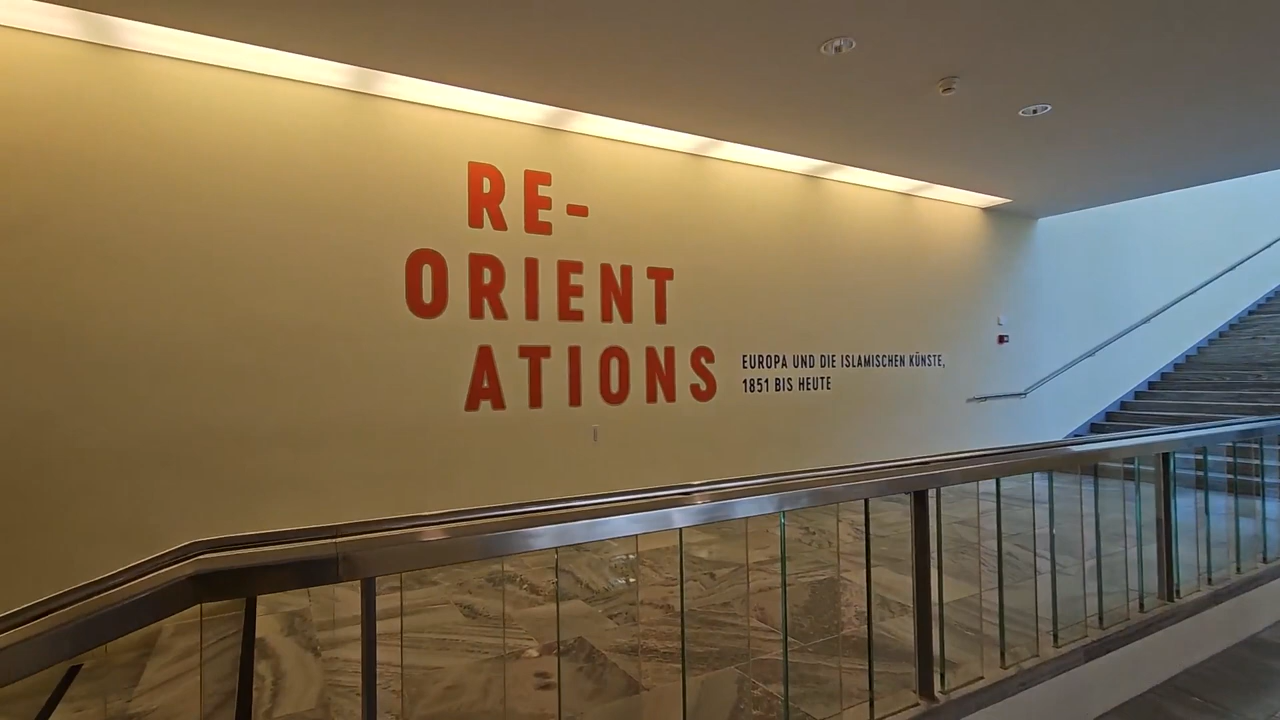 RE-
ORIENT
ATIONS
EUROPA UND DIE ISLAMISCHEN KÜNSTE,
1851 BIS HEUTE